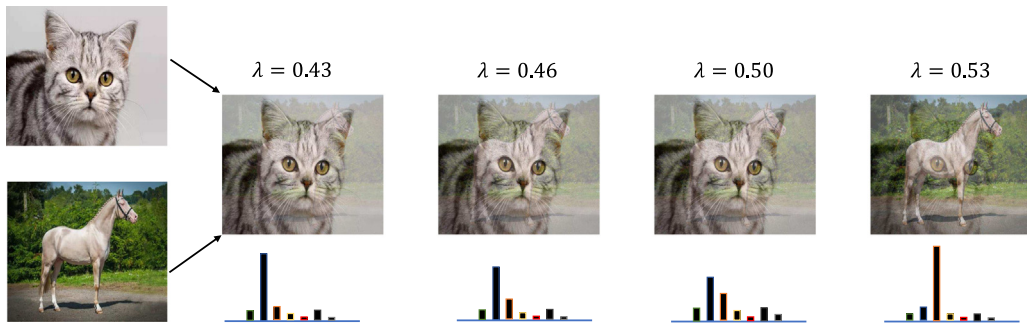 λ = 0.43
λ = 0.46
λ = 0.50
λ = 0.53